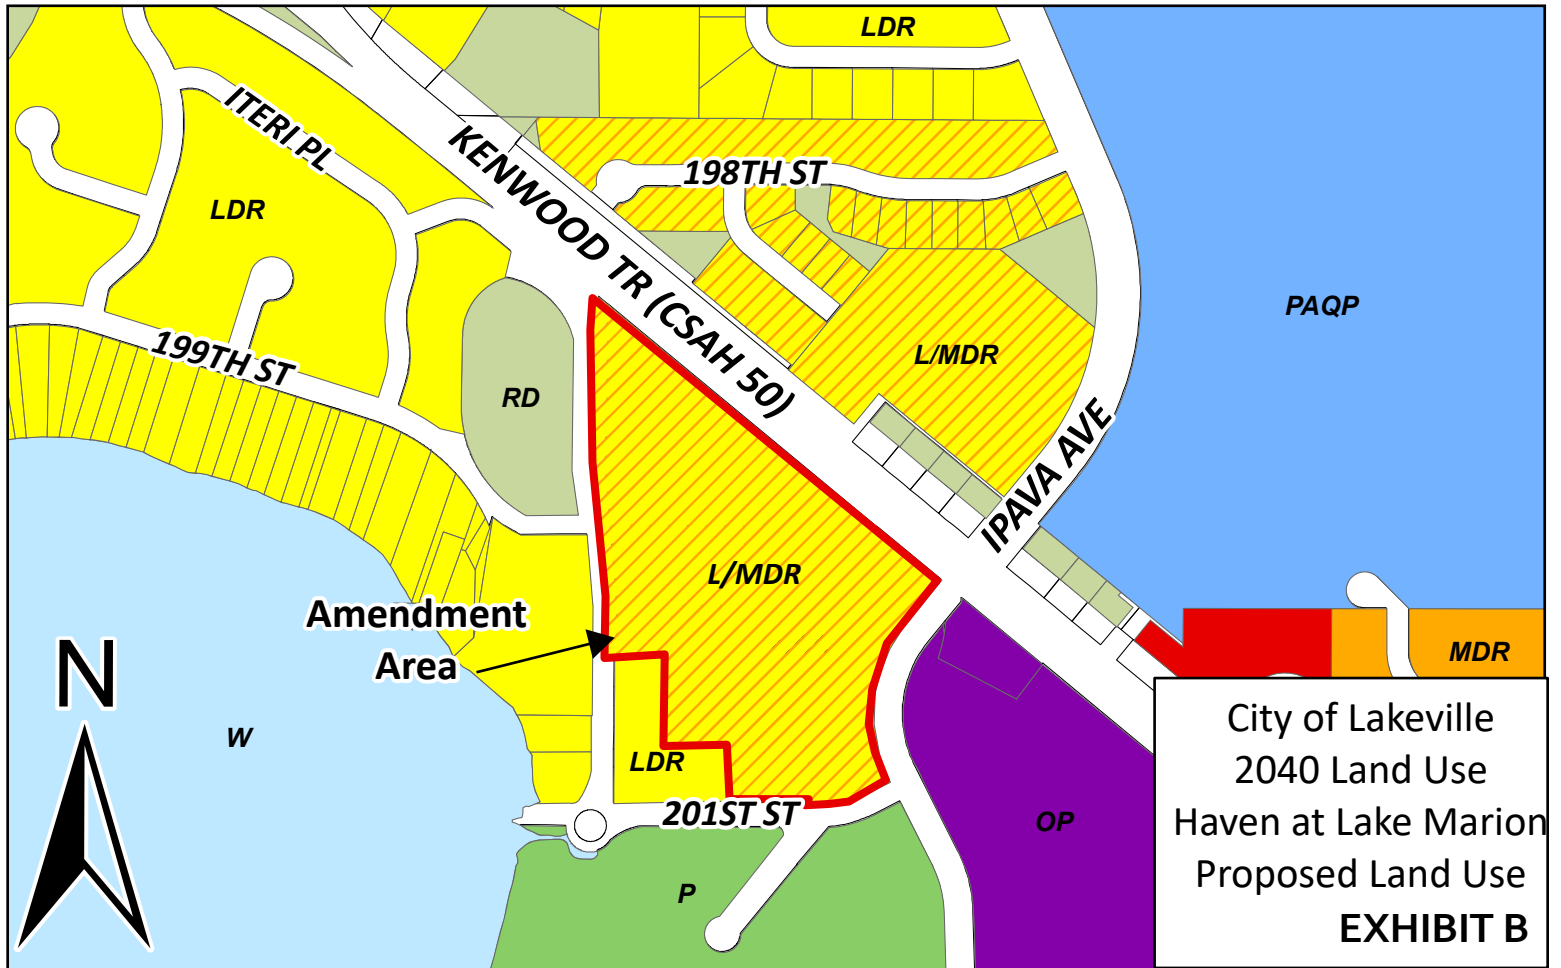 LDR
ITERI PL
KENWOOD TR (CSAH 50)
198TH ST
LDR
PAQP
199TH ST
L/MDR
RD
IPAVA AVE
L/MDR
Amendment
Area
N
MDR
W
LDR
201ST ST
OP
P
City of Lakeville
2040 Land Use
Haven at Lake Marion
Proposed Land Use
EXHIBIT B